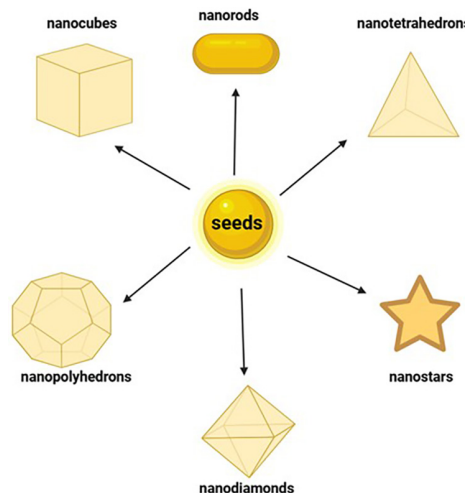 nanocubes
nanorods
nanotetrahedrons
seeds
nanopolyhedrons
nanostars
nanodiamonds